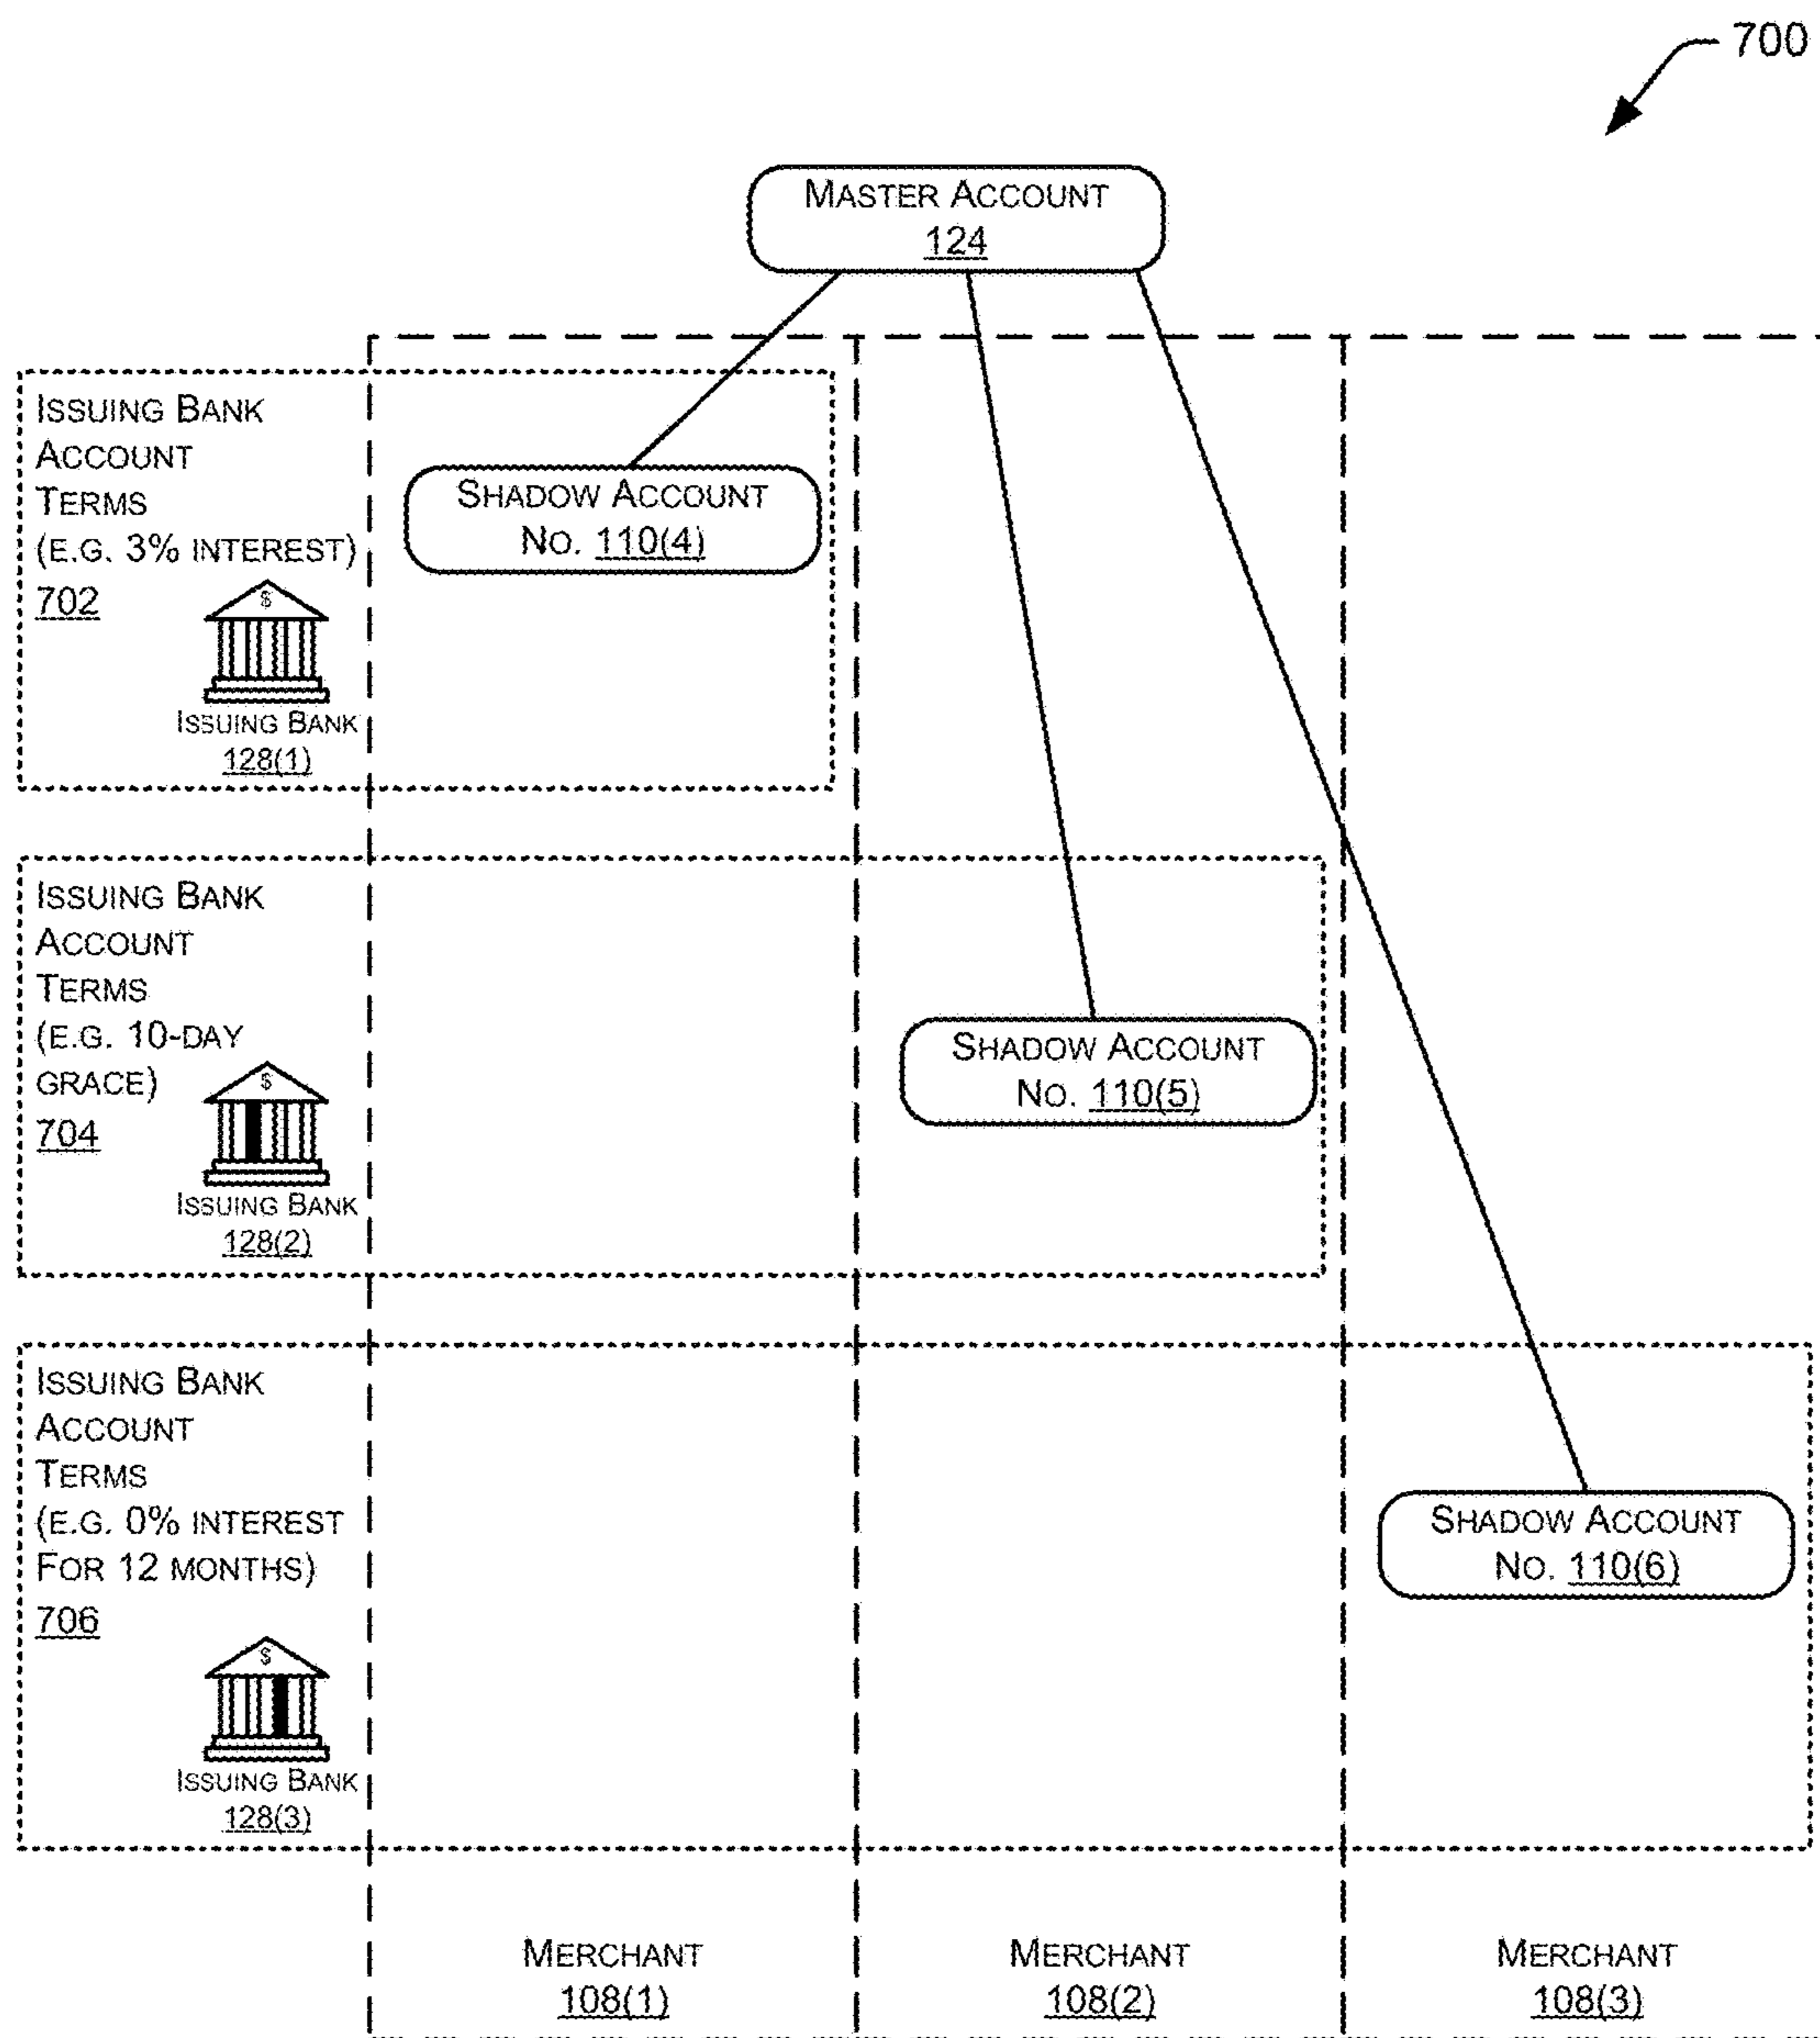 700
MASTER ACCOUNT
124
ISSUING BANK
ACCOUNT
TERMS
(E.G. 3% INTEREST)
702
$
ISSUING BANK
128(1)
SHADOW ACCOUNT
NO. 110(4)
ISSUING BANK
ACCOUNT
TERMS
(E.G. 10-DAY
GRACE)
704
$
ISSUING BANK
128(2)
SHADOW ACCOUNT
NO. 110(5)
ISSUING BANK
ACCOUNT
TERMS
(E.G. 0% INTEREST
FOR 12 MONTHS)
706
$
ISSUING BANK
128(3)
SHADOW ACCOUNT
NO. 110(6)
MERCHANT
108(1)
MERCHANT
108(2)
MERCHANT
108(3)